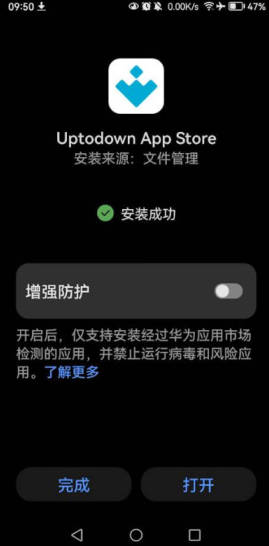 09:50 0.00K/s 47%
Uptodown App Store
安装来源：文件管理
安装成功
增强防护
开启后，仅支持安装经过华为应用市场
检测的应用，并禁止运行病毒和风险应
用。了解更多
完成 打开